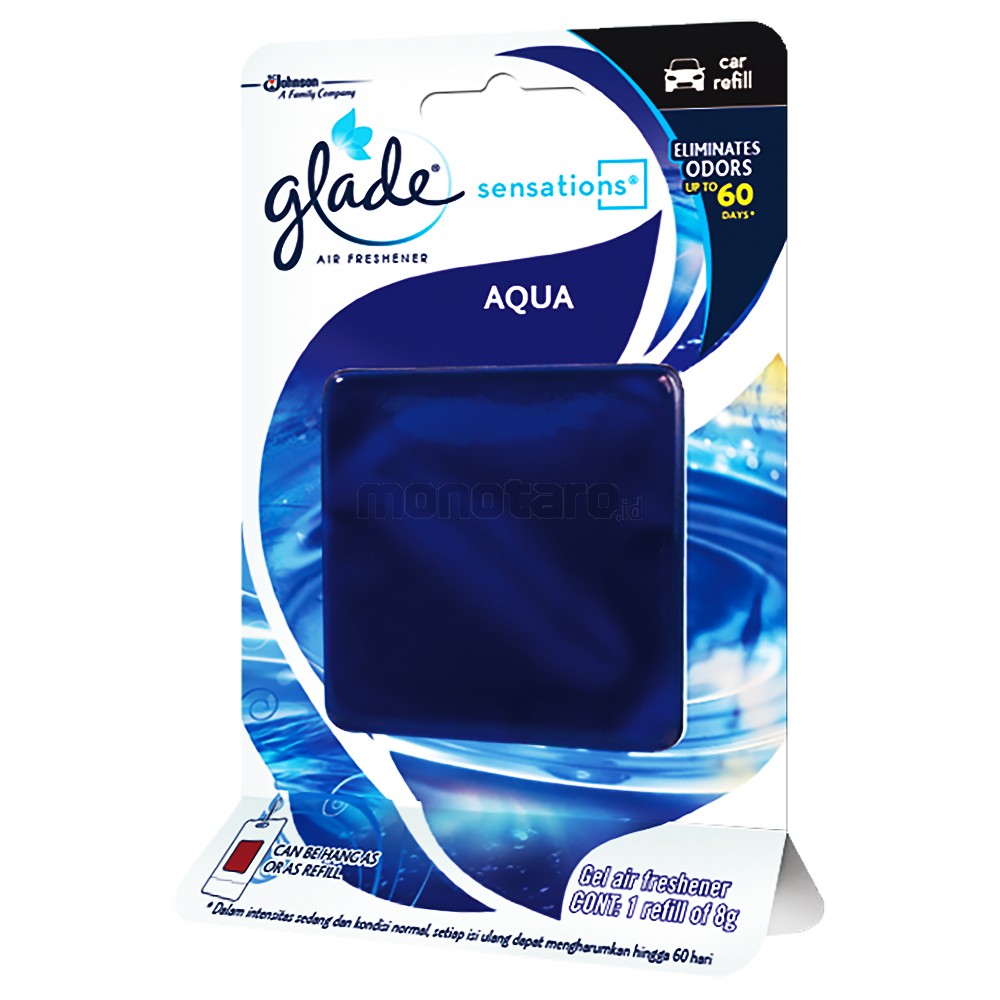 SC Johnson
A Family Company
car
refill
glade®
AIR FRESHENER
sensations®
ELIMINATES
ODORS
UP TO 60
DAYS*
AQUA
monotaro.id
CAN BE HANG AS
OR AS REFILL
Gel air freshener
CONT: 1 refill of 8g
*Dalam intensitas sedang dan kondisi normal, setiap isi ulang dapat mengharumkan hingga 60 hari